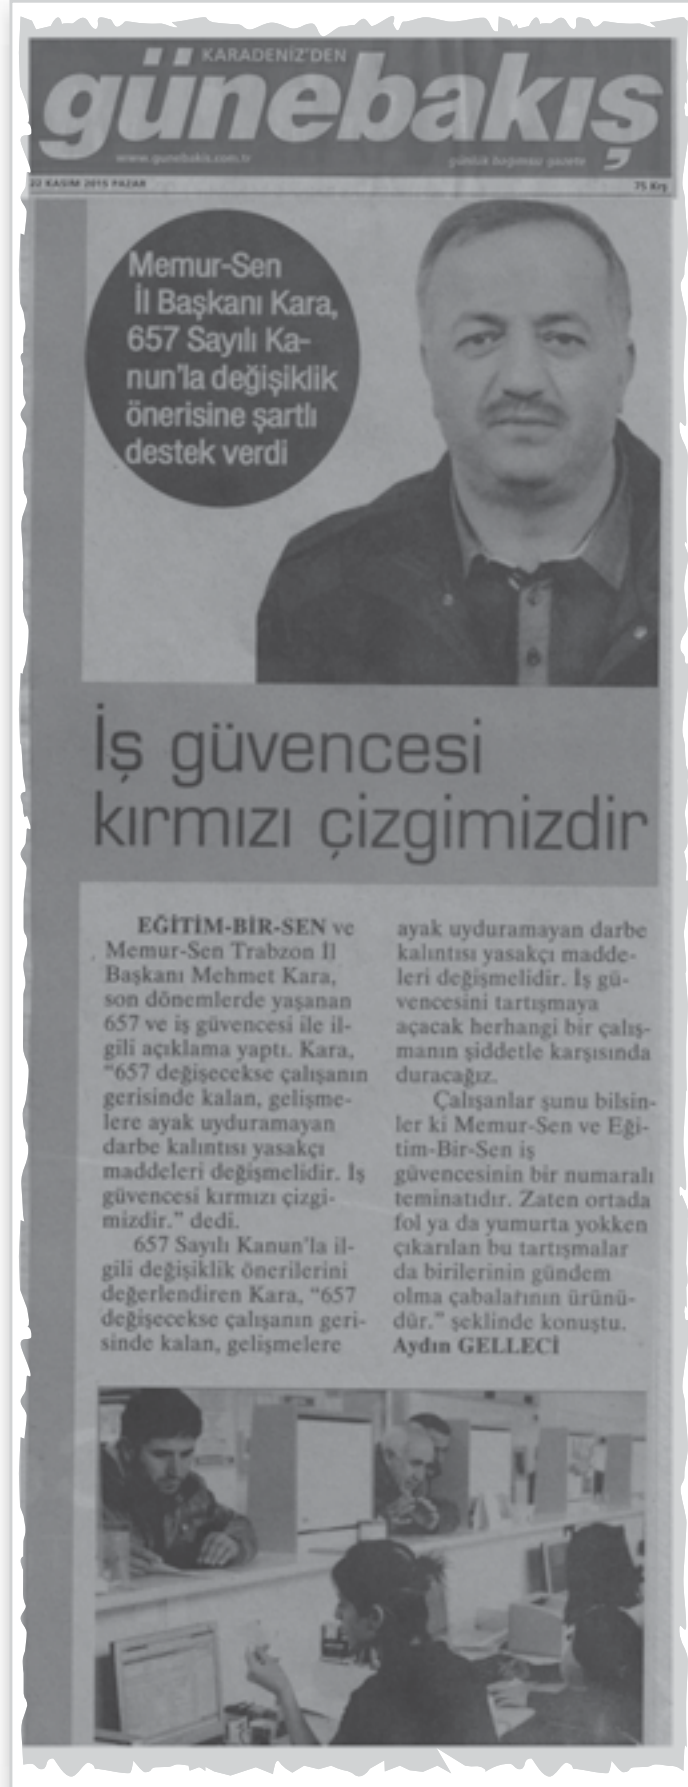 KARADENİZ'DEN
günebakış
www.gunebakis.com.tr
günlük bağımsız gazete
22 KASIM 2015 PAZAR
75 Krş
Memur-Sen
İl Başkanı Kara,
657 Sayılı Ka-
nun'la değişiklik
önerisine şartlı
destek verdi
İş güvencesi
kırmızı çizgimizdir
EĞİTİM-BİR-SEN ve
Memur-Sen Trabzon İl
Başkanı Mehmet Kara,
son dönemlerde yaşanan
657 ve iş güvencesi ile il-
gili açıklama yaptı. Kara,
"657 değişecekse çalışanın
gerisinde kalan, gelişme-
lere ayak uyduramayan
darbe kalıntısı yasakçı
maddeleri değişmelidir. İş
güvencesi kırmızı çizgi-
mizdir." dedi.
657 Sayılı Kanun'la il-
gili değişiklik önerilerini
değerlendiren Kara, "657
değişecekse çalışanın geri-
sinde kalan, gelişmelere
ayak uyduramayan darbe
kalıntısı yasakçı madde-
leri değişmelidir. İş gü-
vencesini tartışmaya
açacak herhangi bir çalış-
manın şiddetle karşısında
duracağız.
Çalışanlar şunu bilsin-
ler ki Memur-Sen ve Eği-
tim-Bir-Sen iş
güvencesinin bir numaralı
teminatıdır. Zaten ortada
fol ya da yumurta yokken
çıkarılan bu tartışmalar
da birilerinin gündem
olma çabalarının ürünü-
dür." şeklinde konuştu.
Aydın GELLECİ